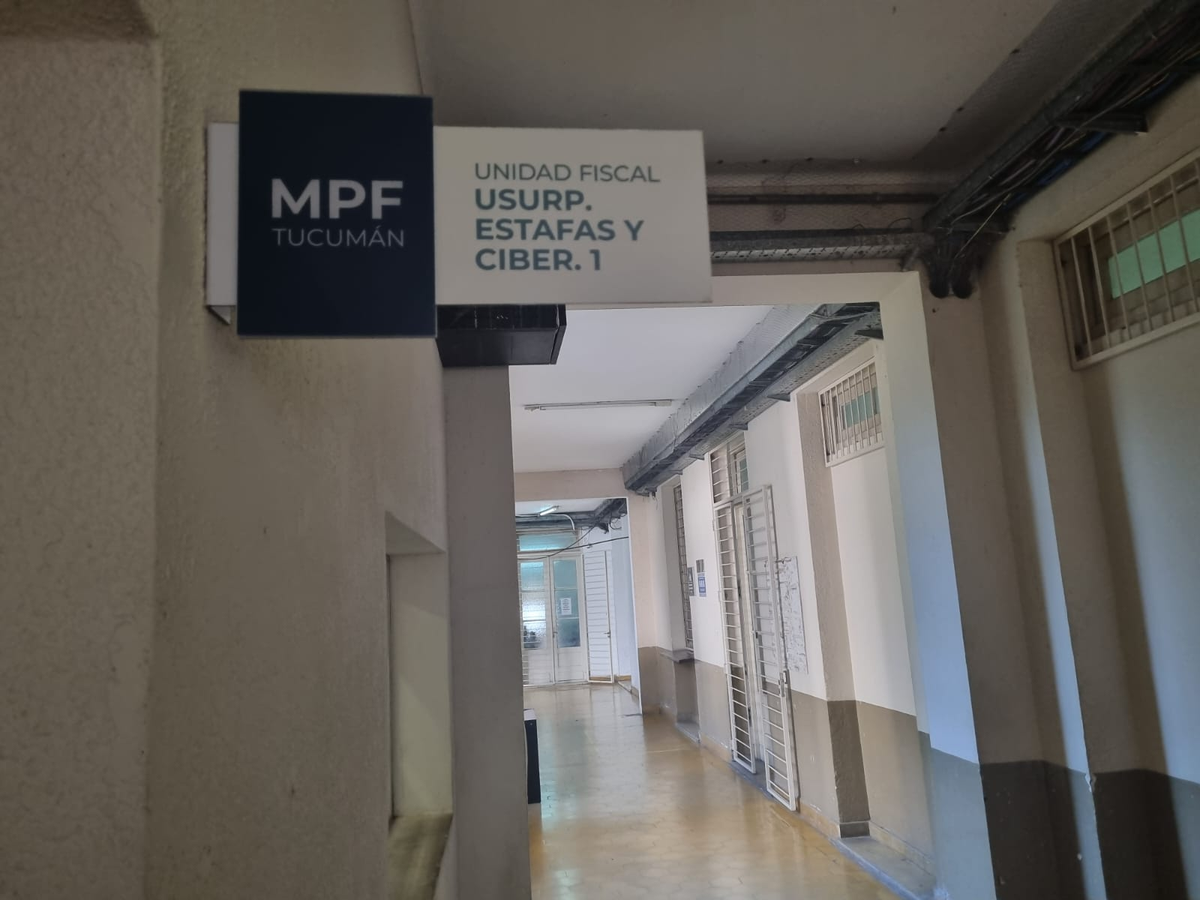 MPF
TUCUMÁN
UNIDAD FISCAL
USURP.
ESTAFAS Y
CIBER. 1